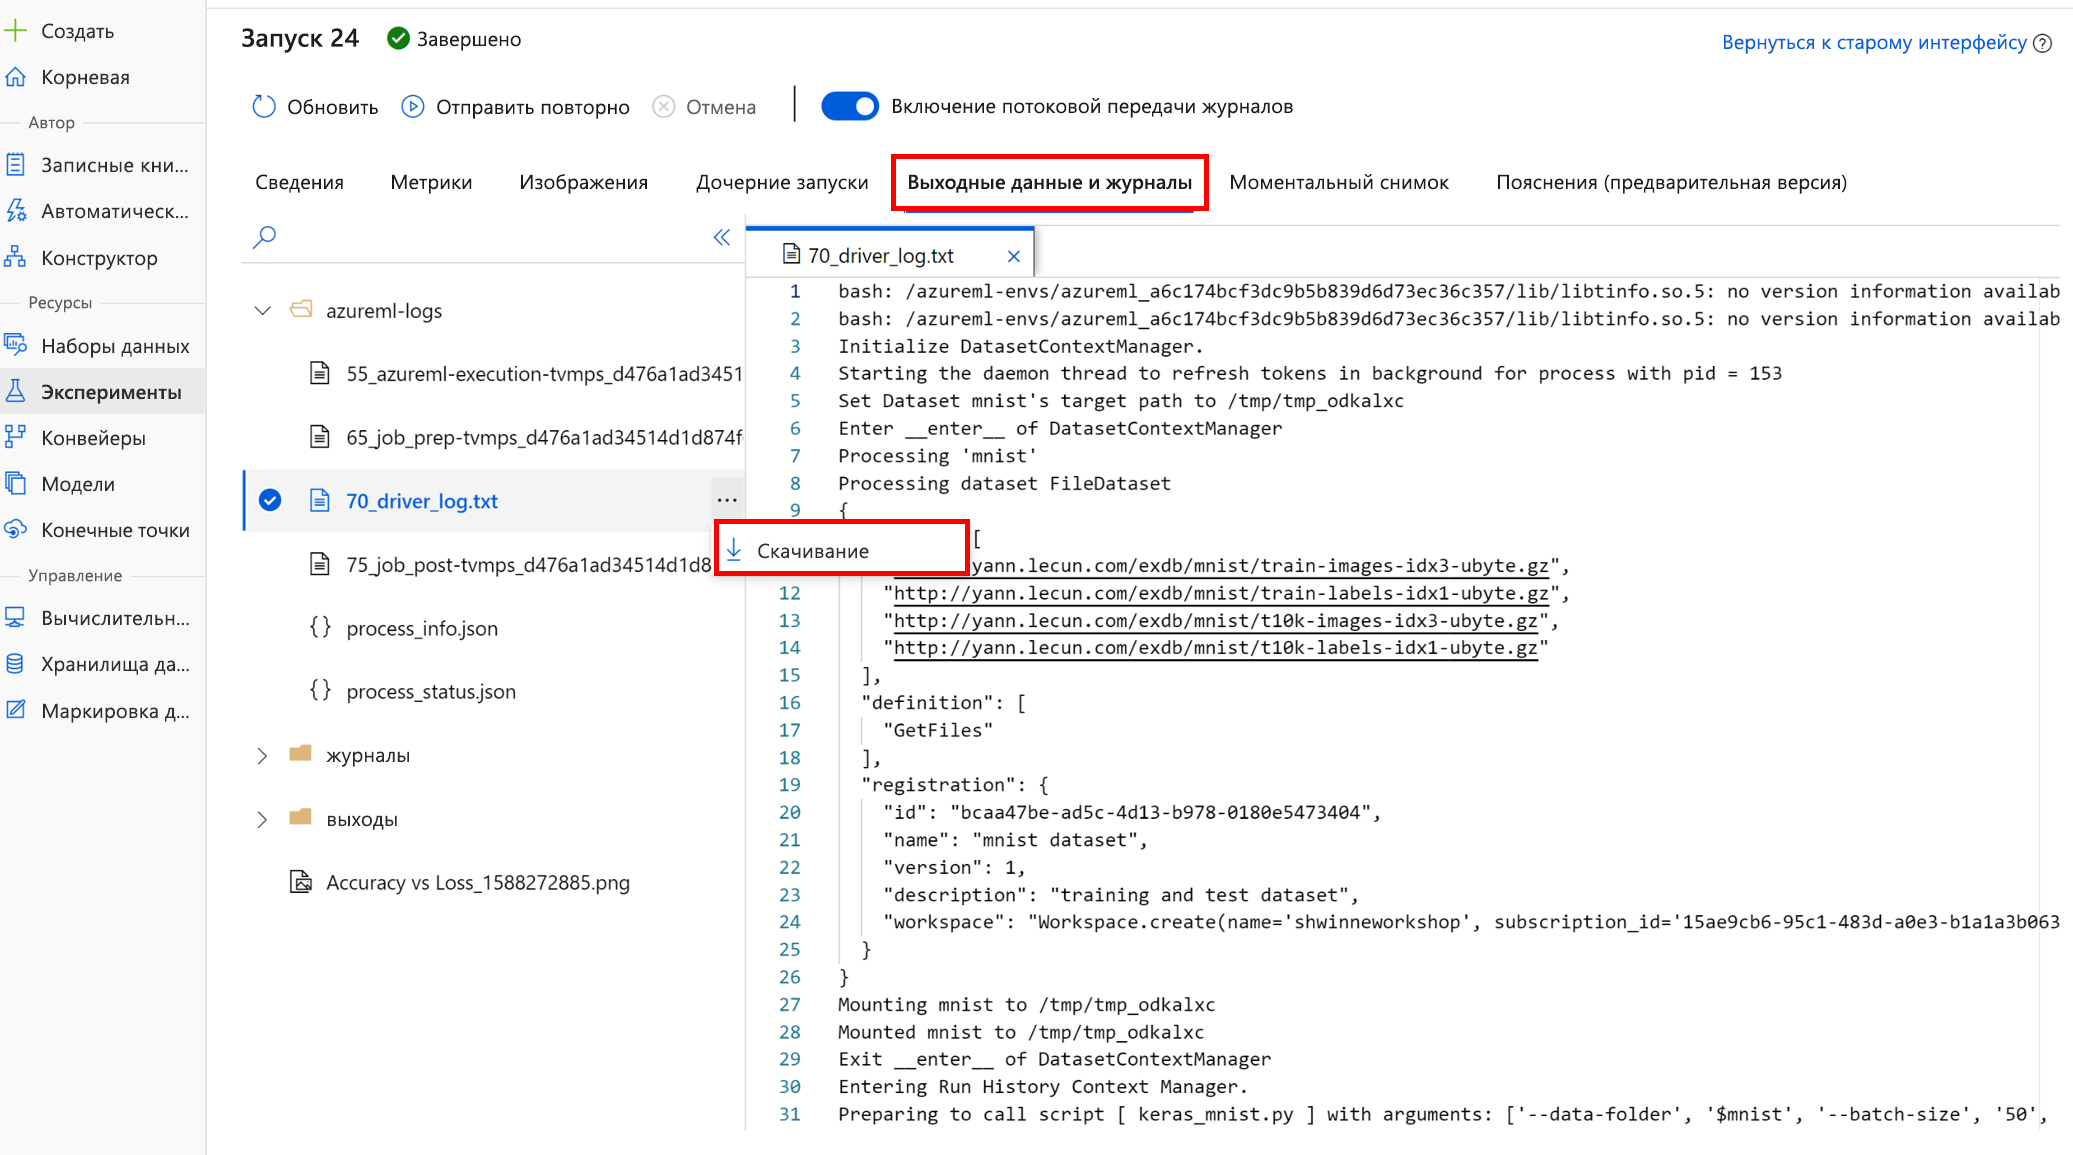 Создать
Корневая
Автор
Записные кни...
Автоматическ...
Конструктор
Ресурсы
Наборы данных
Эксперименты
Конвейеры
Модели
Конечные точки
Управление
Вычислительн...
Хранилища да...
Маркировка д...
Запуск 24 Завершено
Вернуться к старому интерфейсу ?
Обновить Отправить повторно Отмена Включение потоковой передачи журналов
Сведения Метрики Изображения Дочерние запуски Выходные данные и журналы Моментальный снимок Пояснения (предварительная версия)
azureml-logs
55_azureml-execution-tvmps_d476a1ad3451
65_job_prep-tvmps_d476a1ad34514d1d874f
70_driver_log.txt ...
Скачивание
75_job_post-tvmps_d476a1ad34514d1d8
{} process_info.json
{} process_status.json
журналы
выходы
Accuracy vs Loss_1588272885.png
70_driver_log.txt ×
1 bash: /azureml-envs/azureml_a6c174bcf3dc9b5b839d6d73ec36c357/lib/libtinfo.so.5: no version information availab
2 bash: /azureml-envs/azureml_a6c174bcf3dc9b5b839d6d73ec36c357/lib/libtinfo.so.5: no version information availab
3 Initialize DatasetContextManager.
4 Starting the daemon thread to refresh tokens in background for process with pid = 153
5 Set Dataset mnist's target path to /tmp/tmp_odkalxc
6 Enter __enter__ of DatasetContextManager
7 Processing 'mnist'
8 Processing dataset FileDataset
9 {
[
yann.lecun.com/exdb/mnist/train-images-idx3-ubyte.gz",
12 "http://yann.lecun.com/exdb/mnist/train-labels-idx1-ubyte.gz",
13 "http://yann.lecun.com/exdb/mnist/t10k-images-idx3-ubyte.gz",
14 "http://yann.lecun.com/exdb/mnist/t10k-labels-idx1-ubyte.gz"
15 ],
16 "definition": [
17 "GetFiles"
18 ],
19 "registration": {
20 "id": "bcaa47be-ad5c-4d13-b978-0180e5473404",
21 "name": "mnist dataset",
22 "version": 1,
23 "description": "training and test dataset",
24 "workspace": "Workspace.create(name='shwinneworkshop', subscription_id='15ae9cb6-95c1-483d-a0e3-b1a1a3b063
25 }
26 }
27 Mounting mnist to /tmp/tmp_odkalxc
28 Mounted mnist to /tmp/tmp_odkalxc
29 Exit __enter__ of DatasetContextManager
30 Entering Run History Context Manager.
31 Preparing to call script [ keras_mnist.py ] with arguments: ['--data-folder', '$mnist', '--batch-size', '50',